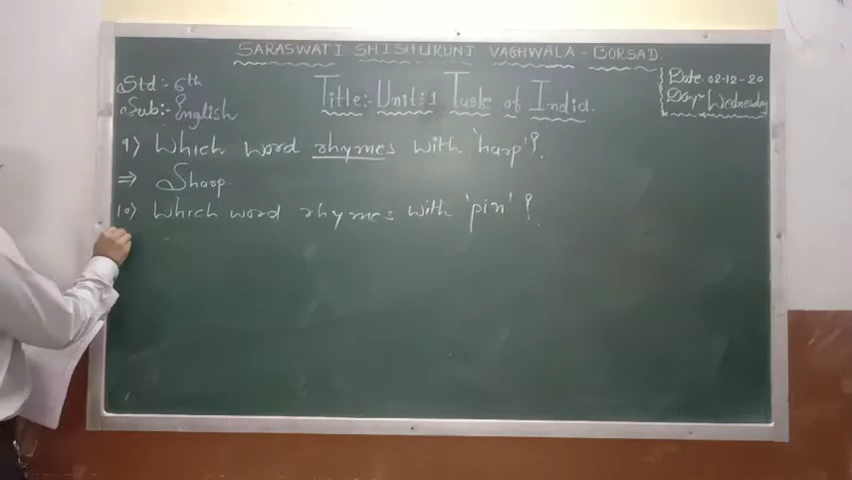 SARASWATI SHISHUKUNJ VAGHWALA - BORSAD.
Std :- 6th
Sub:- English
Title:- Unit:1 Taste of India.
Date: 02-12-20
Day:- Wednesday
9) Which word rhymes with 'harp'?
⇒ Sharp.
10) Which word rhymes with 'pin' ?